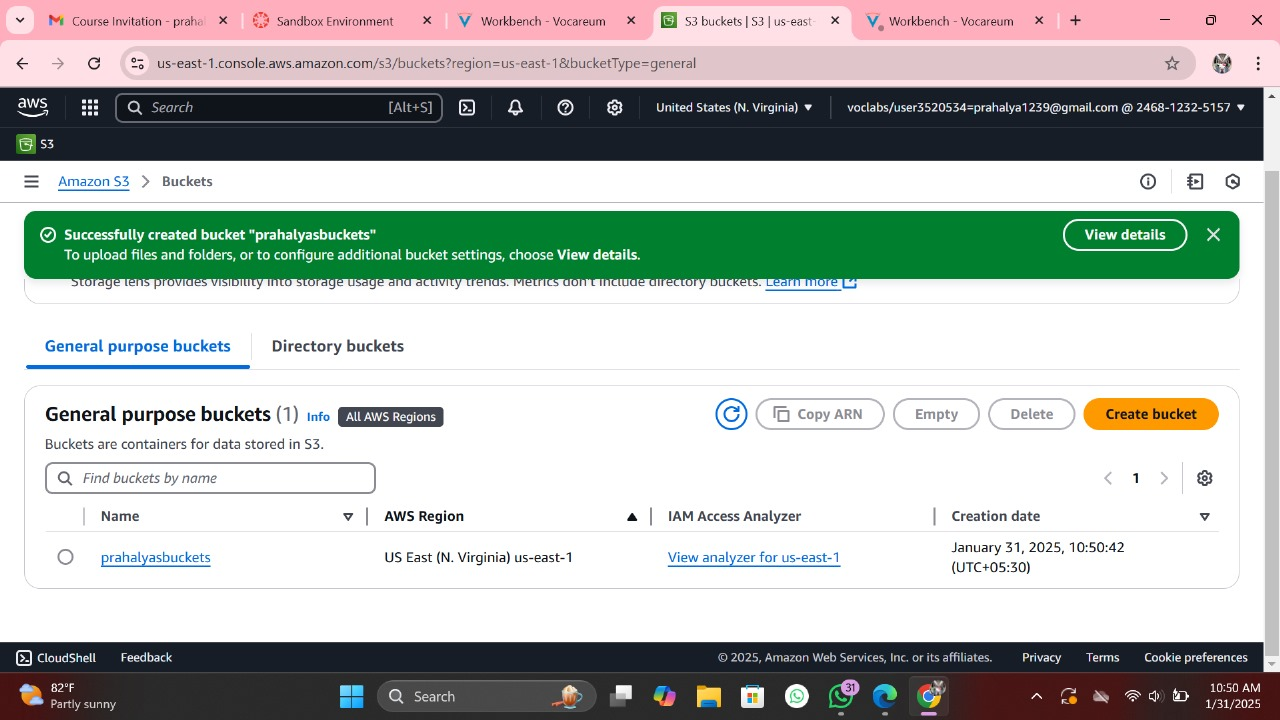 Course Invitation - praha
Sandbox Environment
Workbench - Vocareum
S3 buckets | S3 | us-east-
Workbench - Vocareum
us-east-1.console.aws.amazon.com/s3/buckets?region=us-east-1&bucketType=general
aws
Search [Alt+S]
United States (N. Virginia)
voclabs/user3520534=prahalya1239@gmail.com @ 2468-1232-5157
S3
Amazon S3 > Buckets
Successfully created bucket "prahalyasbuckets"
To upload files and folders, or to configure additional bucket settings, choose View details.
View details
Storage lens provides visibility into storage usage and activity trends. Metrics don't include directory buckets. Learn more
General purpose buckets
Directory buckets
General purpose buckets (1) Info All AWS Regions
Copy ARN
Empty
Delete
Create bucket
Buckets are containers for data stored in S3.
Find buckets by name
1
Name
AWS Region
IAM Access Analyzer
Creation date
prahalyasbuckets
US East (N. Virginia) us-east-1
View analyzer for us-east-1
January 31, 2025, 10:50:42
(UTC+05:30)
CloudShell
Feedback
© 2025, Amazon Web Services, Inc. or its affiliates.
Privacy
Terms
Cookie preferences
82°F
Partly sunny
Search
31
10:50 AM
1/31/2025